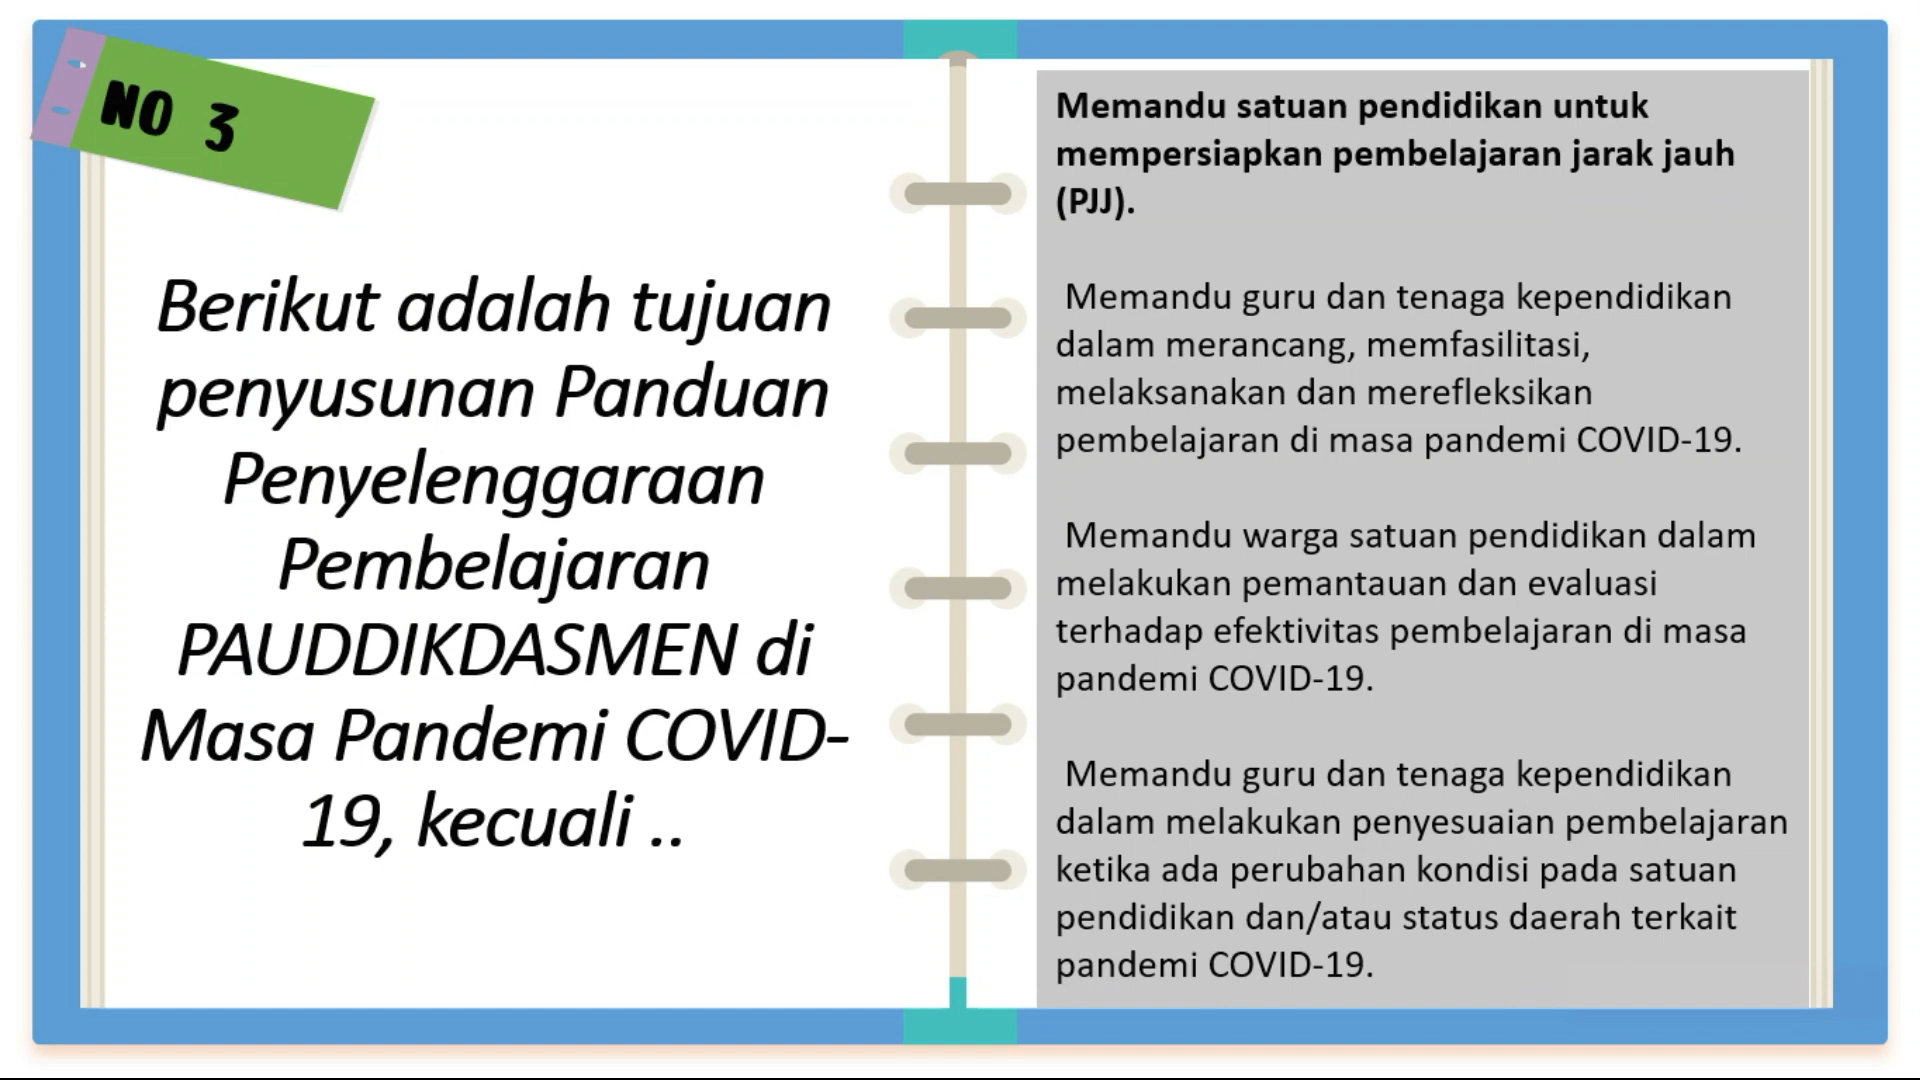 NO 3
Berikut adalah tujuan
penyusunan Panduan
Penyelenggaraan
Pembelajaran
PAUDDIKDASMEN di
Masa Pandemi COVID-
19, kecuali ..
Memandu satuan pendidikan untuk
mempersiapkan pembelajaran jarak jauh
(PJJ).
Memandu guru dan tenaga kependidikan
dalam merancang, memfasilitasi,
melaksanakan dan merefleksikan
pembelajaran di masa pandemi COVID-19.
Memandu warga satuan pendidikan dalam
melakukan pemantauan dan evaluasi
terhadap efektivitas pembelajaran di masa
pandemi COVID-19.
Memandu guru dan tenaga kependidikan
dalam melakukan penyesuaian pembelajaran
ketika ada perubahan kondisi pada satuan
pendidikan dan/atau status daerah terkait
pandemi COVID-19.